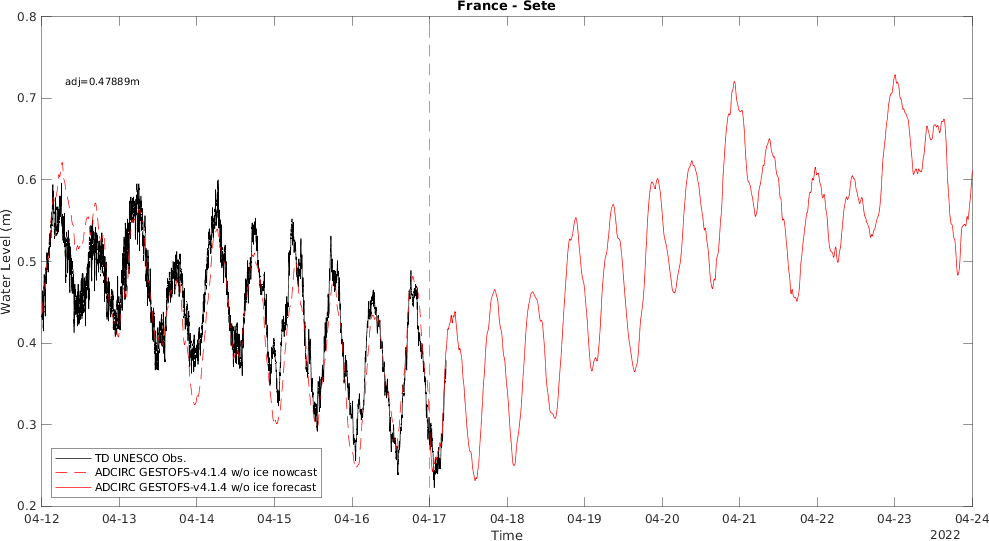 France - Sete
adj=0.47889m
Water Level (m)
0.8
0.7
0.6
0.5
0.4
0.3
0.2
TD UNESCO Obs.
ADCIRC GESTOFS-v4.1.4 w/o ice nowcast
ADCIRC GESTOFS-v4.1.4 w/o ice forecast
04-12 04-13 04-14 04-15 04-16 04-17 04-18 04-19 04-20 04-21 04-22 04-23 04-24
Time
2022